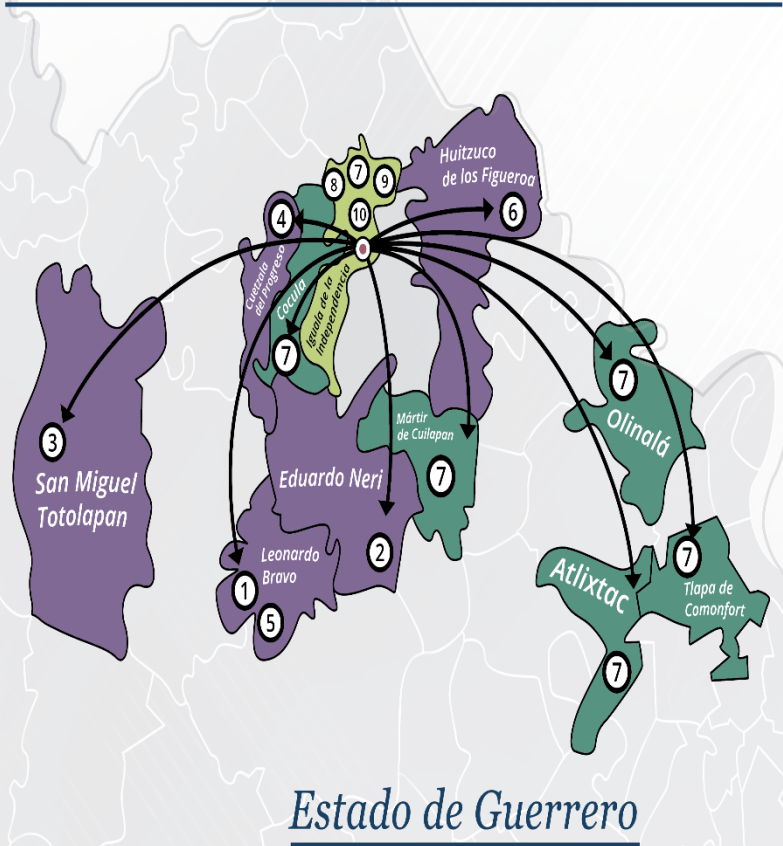 Huitzuco
de los Figueroa
8
7
9
10
4
6
Cuetzala
del Progreso
Cocula
Iguala de la
Independencia
7
3
San Miguel
Totolapan
Mártir
de Cuilapan
7
7
Olinalá
Eduardo Neri
2
Leonardo
Bravo
1
5
Atlixtac
7
7
Tlapa de
Comonfort
Estado de Guerrero